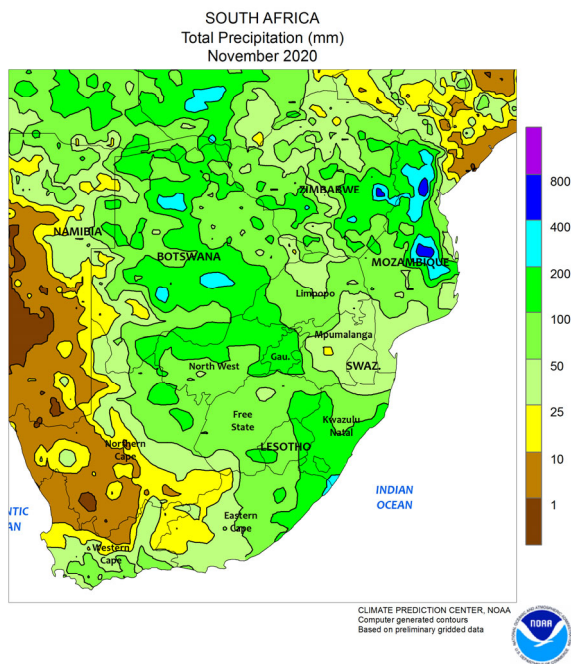 SOUTH AFRICA
Total Precipitation (mm)
November 2020
800
400
200
100
50
25
10
1
ZIMBABWE
NAMIBIA
BOTSWANA
MOZAMBIQUE
Limpopo
Mpumalanga
North West
Gau.
SWAZ.
Free
State
Kwazulu
Natal
Northern
Cape
LESOTHO
INDIAN
OCEAN
NTIC
AN
Eastern
Cape
Western
Cape
CLIMATE PREDICTION CENTER, NOAA
Computer generated contours
Based on preliminary gridded data
NOAA